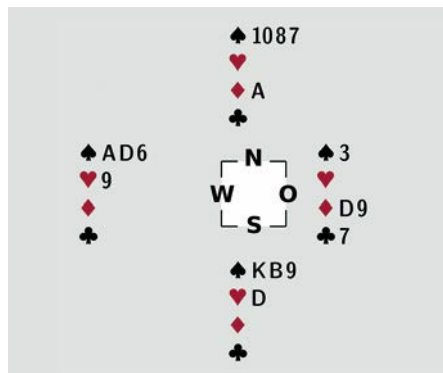 ♠ 1087
♥
♦ A
♣
♠ AD6
♥ 9
♦
♣
N
W O
S
♠ 3
♥
♦ D9
♣ 7
♠ KB9
♥ D
♦
♣